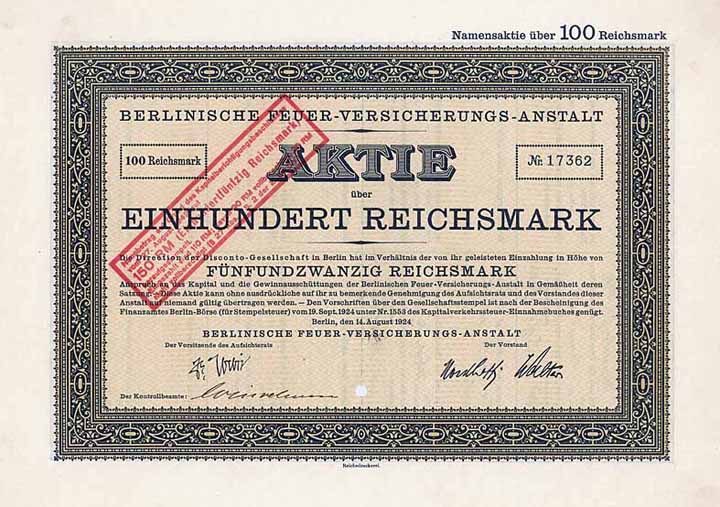 Namensaktie über 100 Reichsmark
BERLINISCHE FEUER-VERSICHERUNGS-ANSTALT
100 Reichsmark
AKTIE
Nr. 17362
über
EINHUNDERT REICHSMARK
Die Direction der Disconto-Gesellschaft in Berlin hat im Verhältnis der von ihr geleisteten Einzahlung in Höhe von
FÜNFUNDZWANZIG REICHSMARK
Anspruch an das Kapital und die Gewinnausschüttungen der Berlinischen Feuer-Versicherungs-Anstalt in Gemäßheit deren
Satzung. Diese Aktie kann ohne ausdrückliche auf ihr zu bemerkende Genehmigung des Aufsichtsrats und des Vorstandes dieser
Anstalt an niemand gültig übertragen werden. — Den Vorschriften über den Gesellschaftsstempel ist nach der Bescheinigung des
Finanzamtes Berlin-Börse (für Stempelsteuer) vom 19. Sept. 1924 unter Nr. 1553 des Kapitalverkehrssteuer-Einnahmebuches genügt.
Berlin, den 14. August 1924
BERLINISCHE FEUER-VERSICHERUNGS-ANSTALT
Der Vorsitzende des Aufsichtsrats
Der Vorstand
Der Kontrollbeamte:
Reichsdruckerei.
150 RM (Einhundertfünfzig Reichsmark)